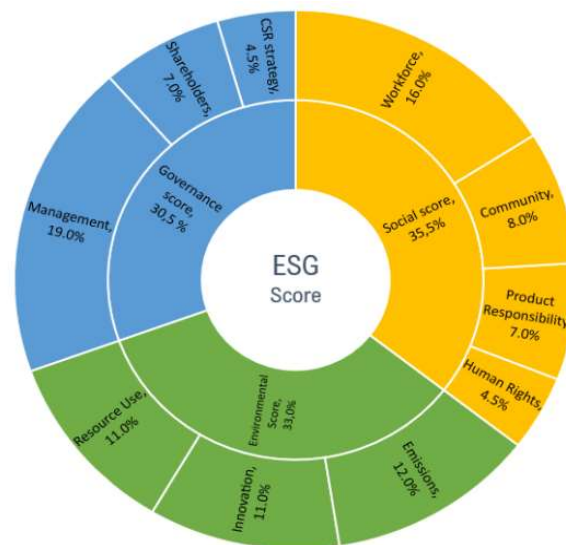 ESG
Score
Social score,
35,5%
Environmental
Score,
33,0%
Governance
score,
30,5 %
Workforce,
16.0%
Community,
8.0%
Product
Responsibility
7.0%
Human Rights,
4.5%
Emissions,
12.0%
Innovation,
11.0%
Resource Use,
11.0%
Management,
19.0%
Shareholders,
7.0%
CSR strategy,
4.5%